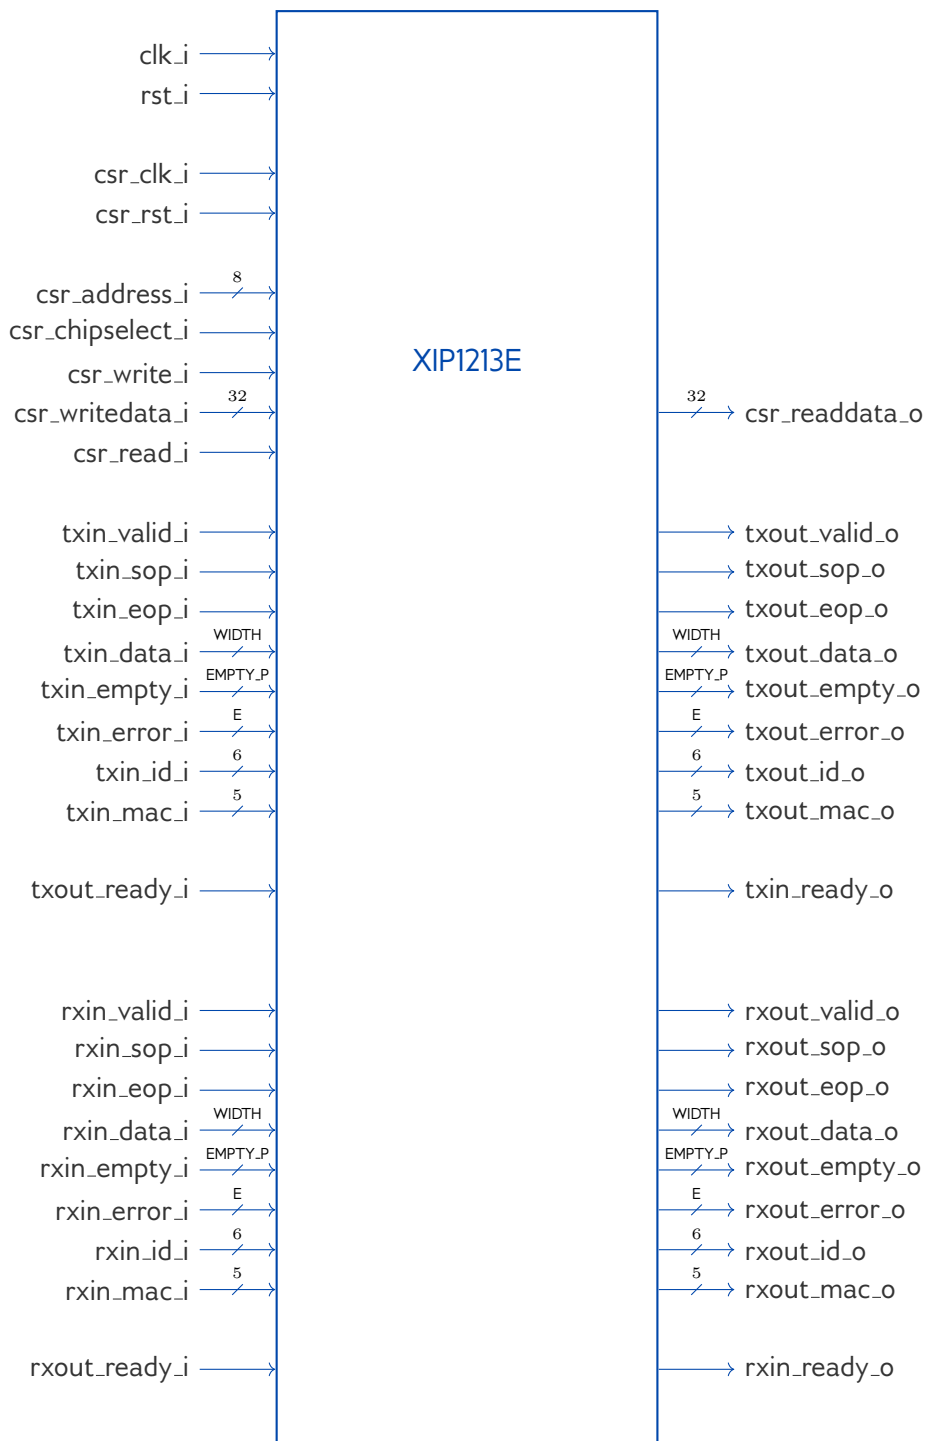 clk_i
rst_i
csr_clk_i
csr_rst_i
8
csr_address_i
csr_chipselect_i
XIP1213E
csr_write_i
32 32
csr_writedata_i csr_readdata_o
csr_read_i
txin_valid_i txout_valid_o
txin_sop_i txout_sop_o
txin_eop_i txout_eop_o
WIDTH WIDTH
txin_data_i txout_data_o
EMPTY_P EMPTY_P
txin_empty_i txout_empty_o
E E
txin_error_i txout_error_o
6 6
txin_id_i txout_id_o
5 5
txin_mac_i txout_mac_o
txout_ready_i txin_ready_o
rxin_valid_i rxout_valid_o
rxin_sop_i rxout_sop_o
rxin_eop_i rxout_eop_o
WIDTH WIDTH
rxin_data_i rxout_data_o
EMPTY_P EMPTY_P
rxin_empty_i rxout_empty_o
E E
rxin_error_i rxout_error_o
6 6
rxin_id_i rxout_id_o
5 5
rxin_mac_i rxout_mac_o
rxout_ready_i rxin_ready_o